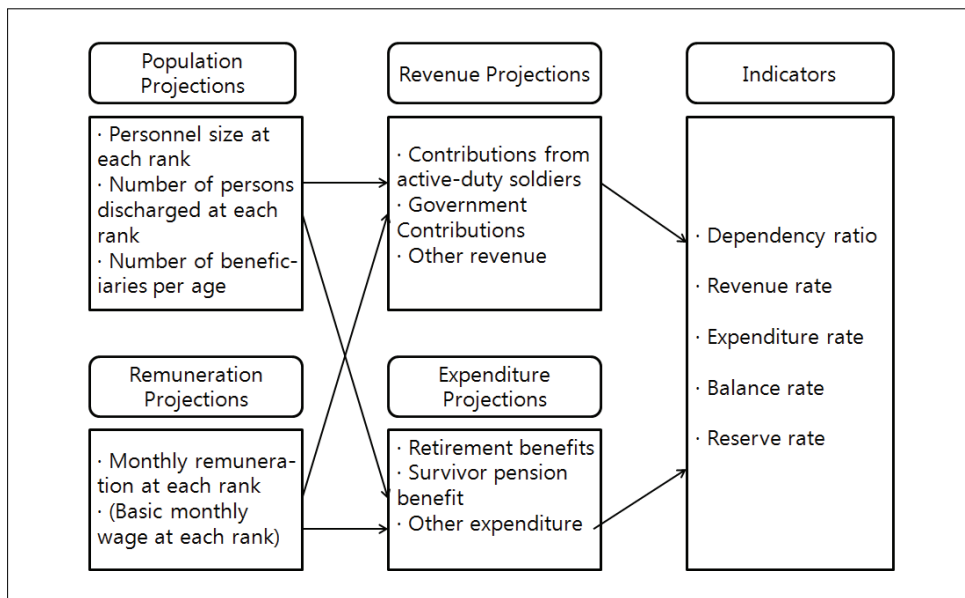 Population
Projections
· Personnel size at
each rank
· Number of persons
discharged at each
rank
· Number of benefic-
iaries per age
Remuneration
Projections
· Monthly remunera-
tion at each rank
· (Basic monthly
wage at each rank)
Revenue Projections
· Contributions from
active-duty soldiers
· Government
Contributions
· Other revenue
Expenditure
Projections
· Retirement benefits
· Survivor pension
benefit
· Other expenditure
Indicators
· Dependency ratio
· Revenue rate
· Expenditure rate
· Balance rate
· Reserve rate